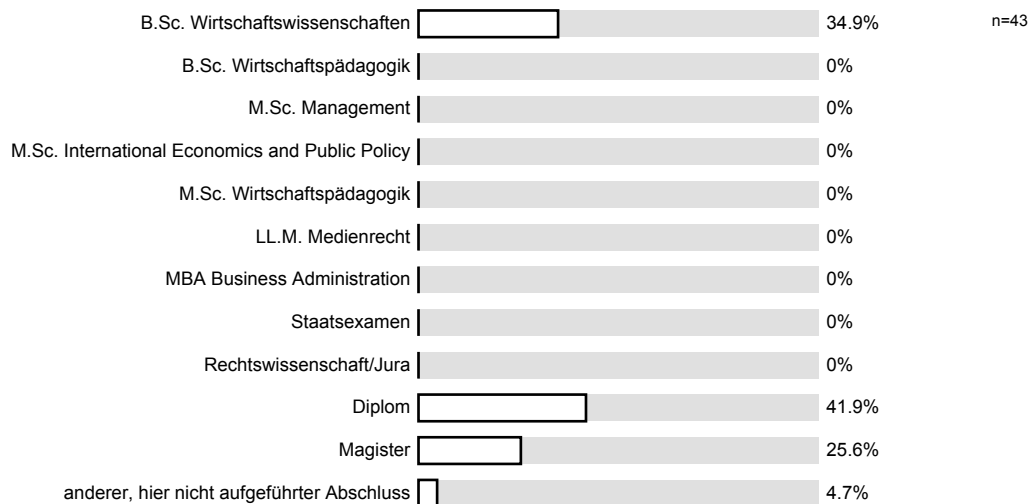 B.Sc. Wirtschaftswissenschaften 34.9% n=43
B.Sc. Wirtschaftspädagogik 0%
M.Sc. Management 0%
M.Sc. International Economics and Public Policy 0%
M.Sc. Wirtschaftspädagogik 0%
LL.M. Medienrecht 0%
MBA Business Administration 0%
Staatsexamen 0%
Rechtswissenschaft/Jura 0%
Diplom 41.9%
Magister 25.6%
anderer, hier nicht aufgeführter Abschluss 4.7%